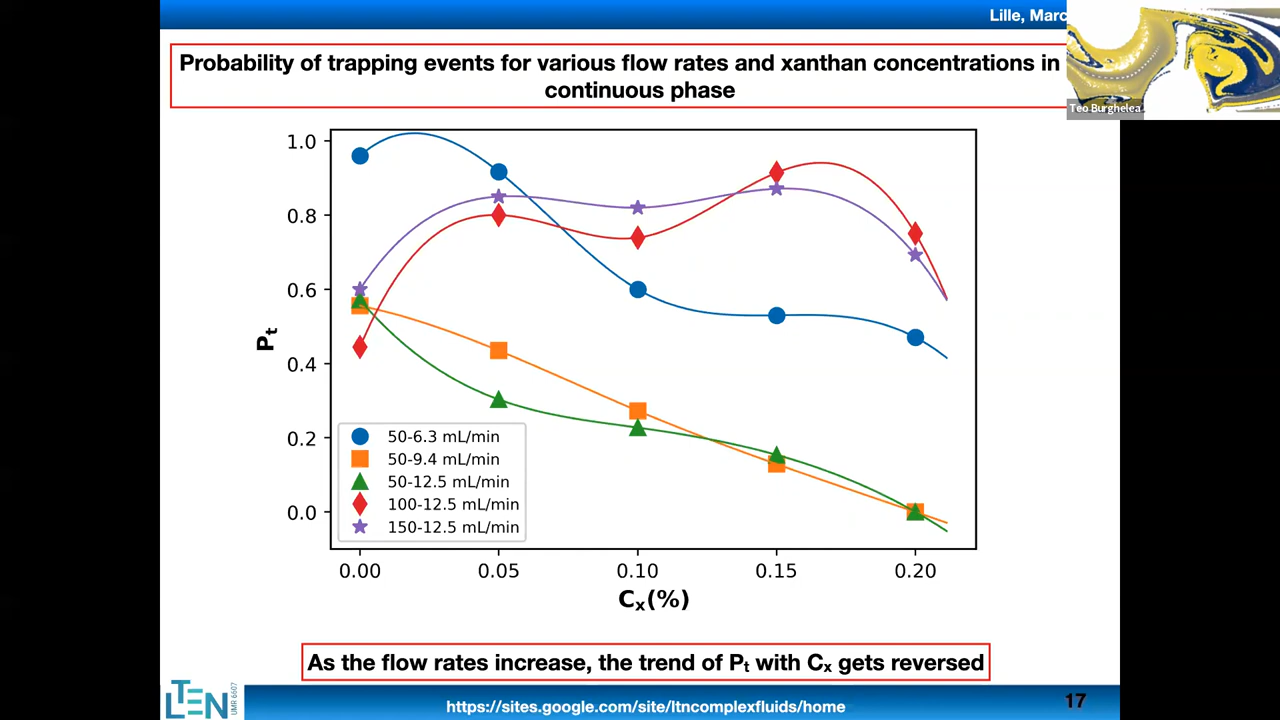 Lille, Marc
Probability of trapping events for various flow rates and xanthan concentrations in
continuous phase
Teo Burghelea
1.0
0.8
0.6
0.4
0.2
0.0
Pt
50-6.3 mL/min
50-9.4 mL/min
50-12.5 mL/min
100-12.5 mL/min
150-12.5 mL/min
0.00 0.05 0.10 0.15 0.20
Cx(%)
As the flow rates increase, the trend of Pt with Cx gets reversed
LTEN
UMR 6607
https://sites.google.com/site/ltncomplexfluids/home
17